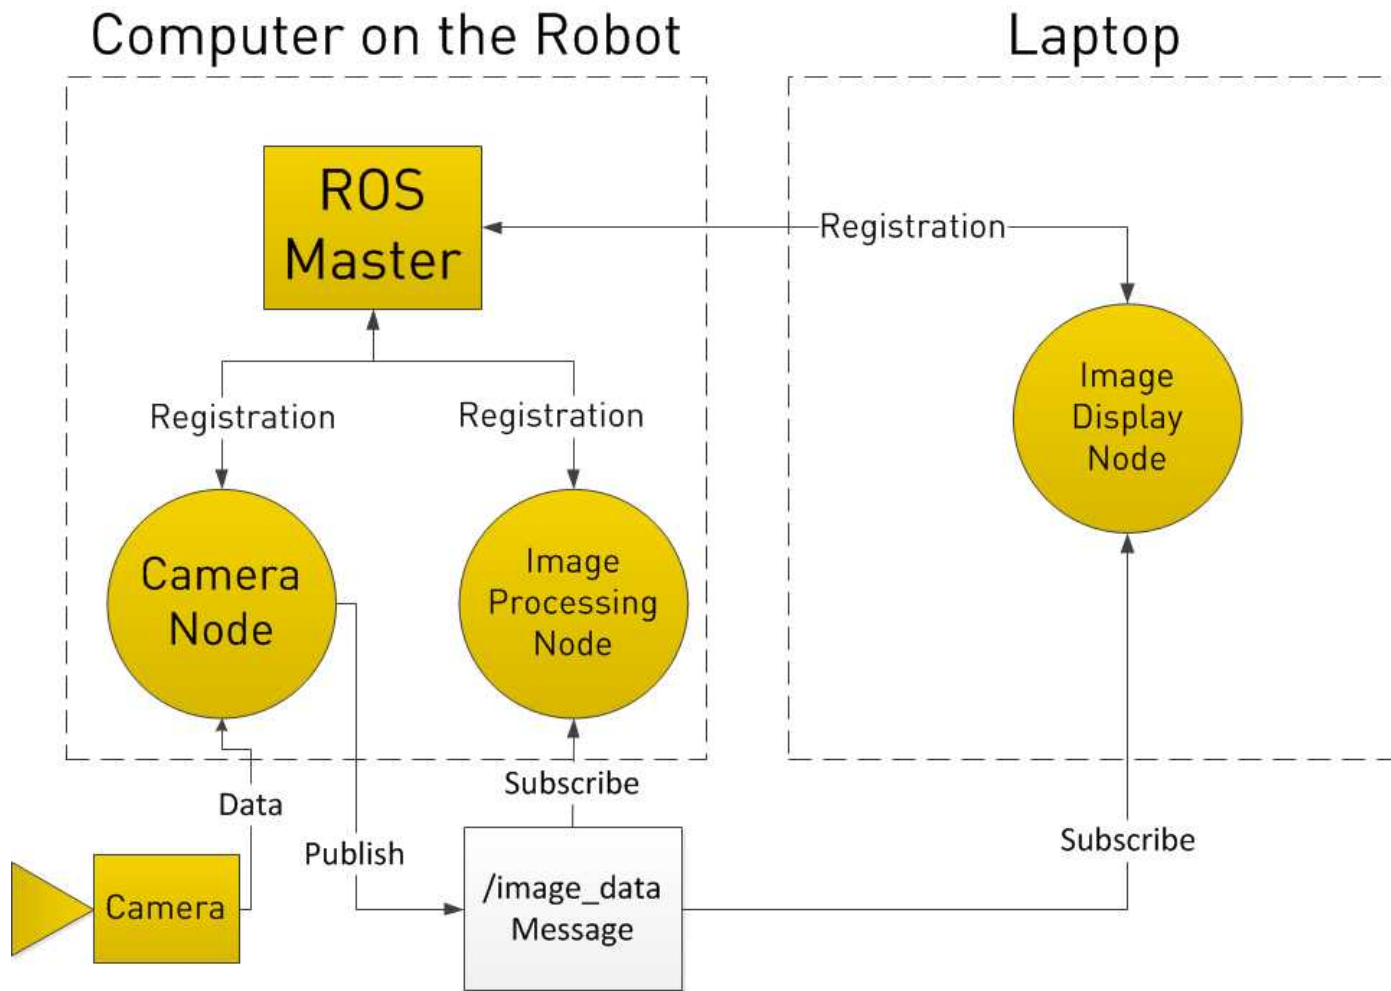 Computer on the Robot
Laptop
ROS
Master
Registration
Registration
Registration
Image
Display
Node
Camera
Node
Image
Processing
Node
Data
Publish
Subscribe
Subscribe
Camera
/image_data
Message